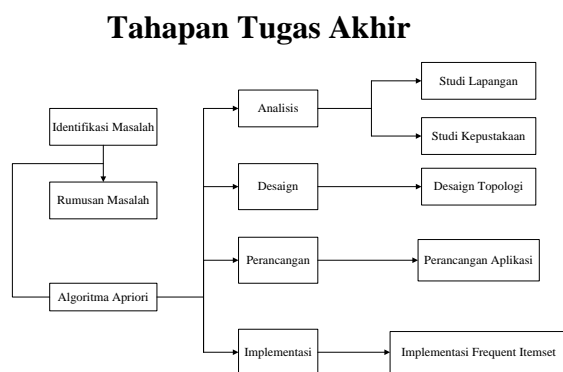 Tahapan Tugas Akhir
Identifikasi Masalah
Rumusan Masalah
Algoritma Apriori
Analisis
Studi Lapangan
Studi Kepustakaan
Desaign
Desaign Topologi
Perancangan
Perancangan Aplikasi
Implementasi
Implementasi Frequent Itemset